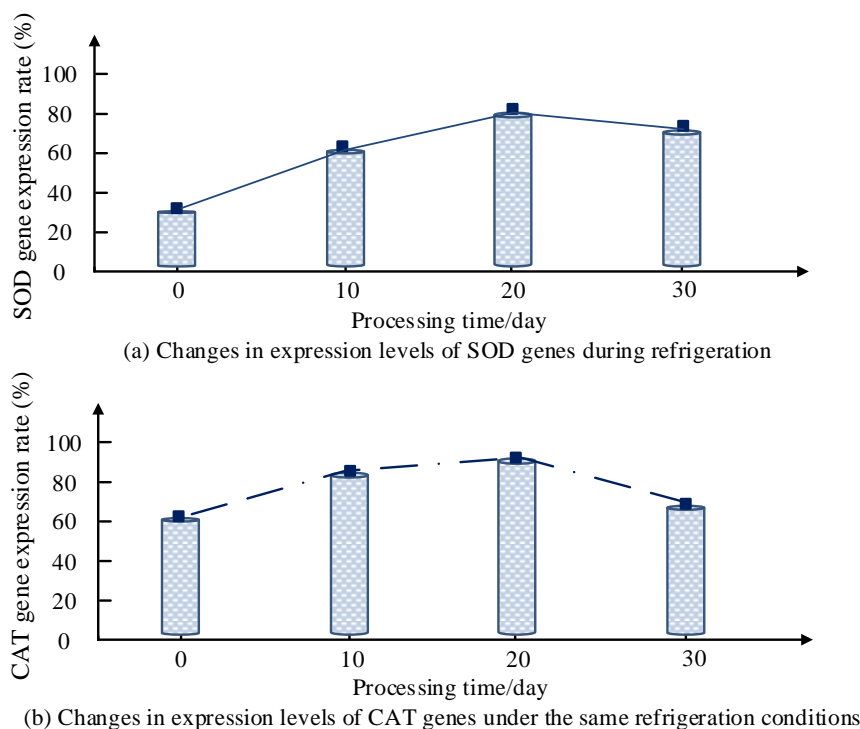 SOD gene expression rate (%)
100
80
60
40
20
0
0 10 20 30
Processing time/day
(a) Changes in expression levels of SOD genes during refrigeration
CAT gene expression rate (%)
100
80
60
40
20
0
0 10 20 30
Processing time/day
(b) Changes in expression levels of CAT genes under the same refrigeration conditions